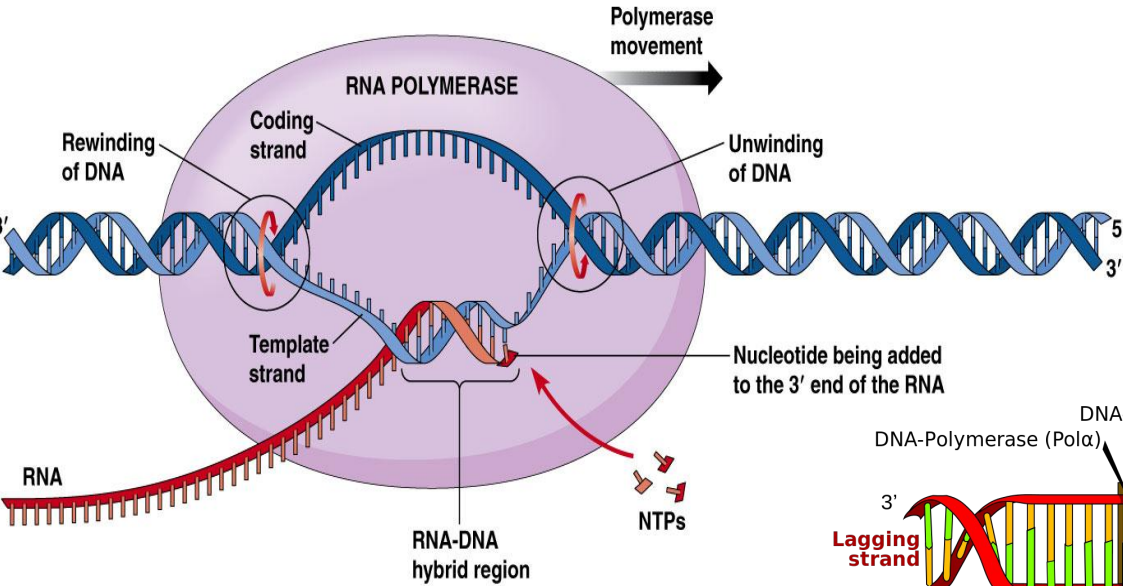 Polymerase
movement
RNA POLYMERASE
Coding
strand
Rewinding
of DNA
Unwinding
of DNA
3′
5
3′
Template
strand
Nucleotide being added
to the 3′ end of the RNA
RNA
NTPs
RNA-DNA
hybrid region
DNA
DNA-Polymerase (Polα)
3’
Lagging
strand